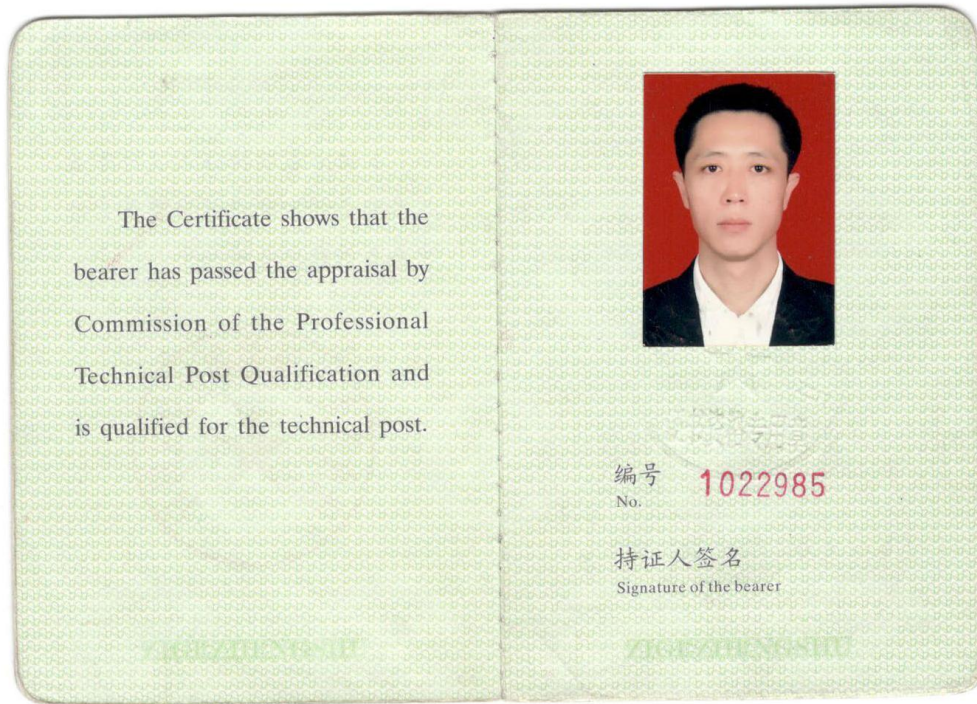 The Certificate shows that the
bearer has passed the appraisal by
Commission of the Professional
Technical Post Qualification and
is qualified for the technical post.
ZIGEZHENGSHU
编号
No.
1022985
持证人签名
Signature of the bearer
ZIGEZHENGSHU